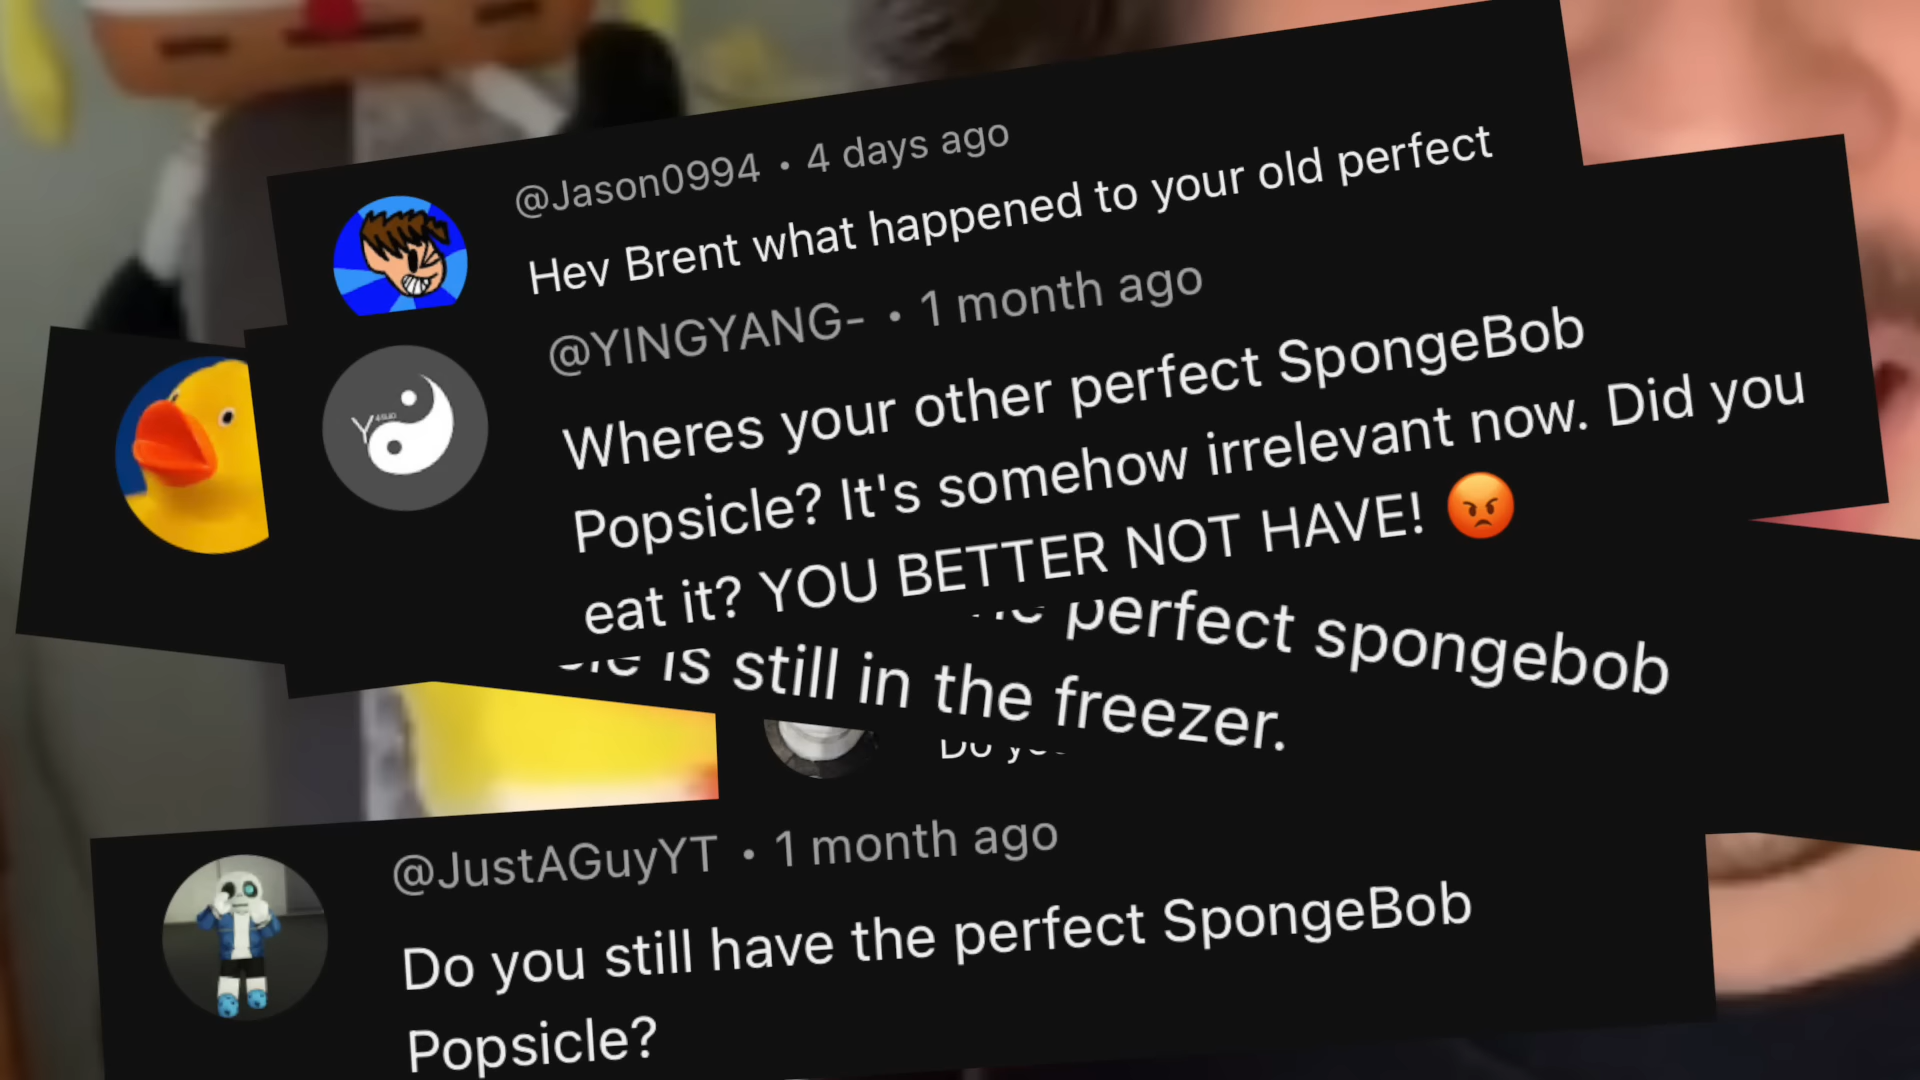 @Jason0994 • 4 days ago
Hey Brent what happened to your old perfect
@YINGYANG- • 1 month ago
Wheres your other perfect SpongeBob
Popsicle? It's somehow irrelevant now. Did you
eat it? YOU BETTER NOT HAVE! 😡
perfect spongebob
is still in the freezer.
Do
@JustAGuyYT • 1 month ago
Do you still have the perfect SpongeBob
Popsicle?